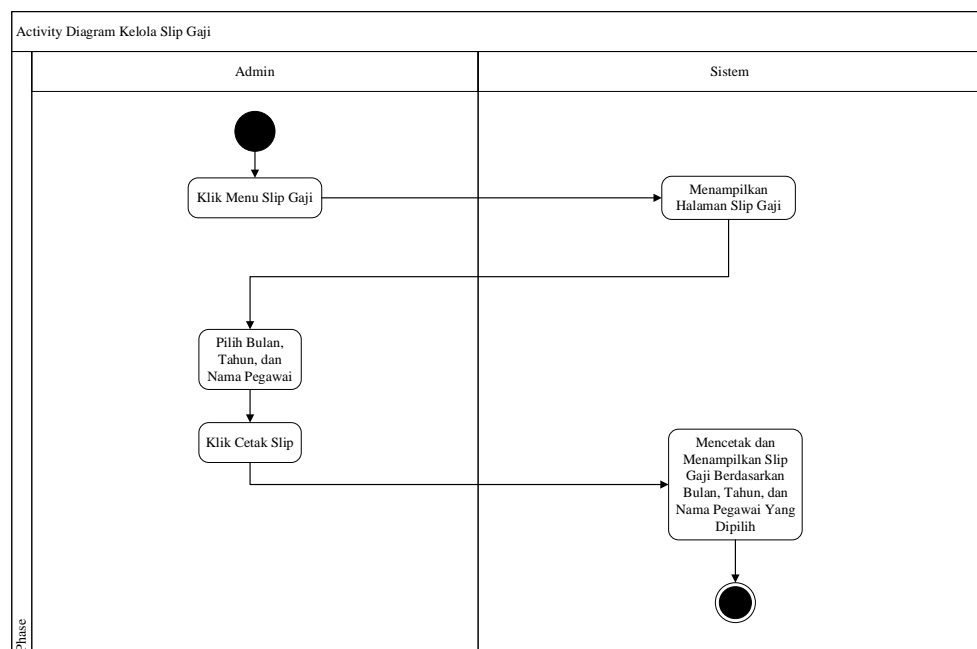 Activity Diagram Kelola Slip Gaji
Admin
Sistem
Klik Menu Slip Gaji
Menampilkan
Halaman Slip Gaji
Pilih Bulan,
Tahun, dan
Nama Pegawai
Klik Cetak Slip
Mencetak dan
Menampilkan Slip
Gaji Berdasarkan
Bulan, Tahun, dan
Nama Pegawai Yang
Dipilih
Phase